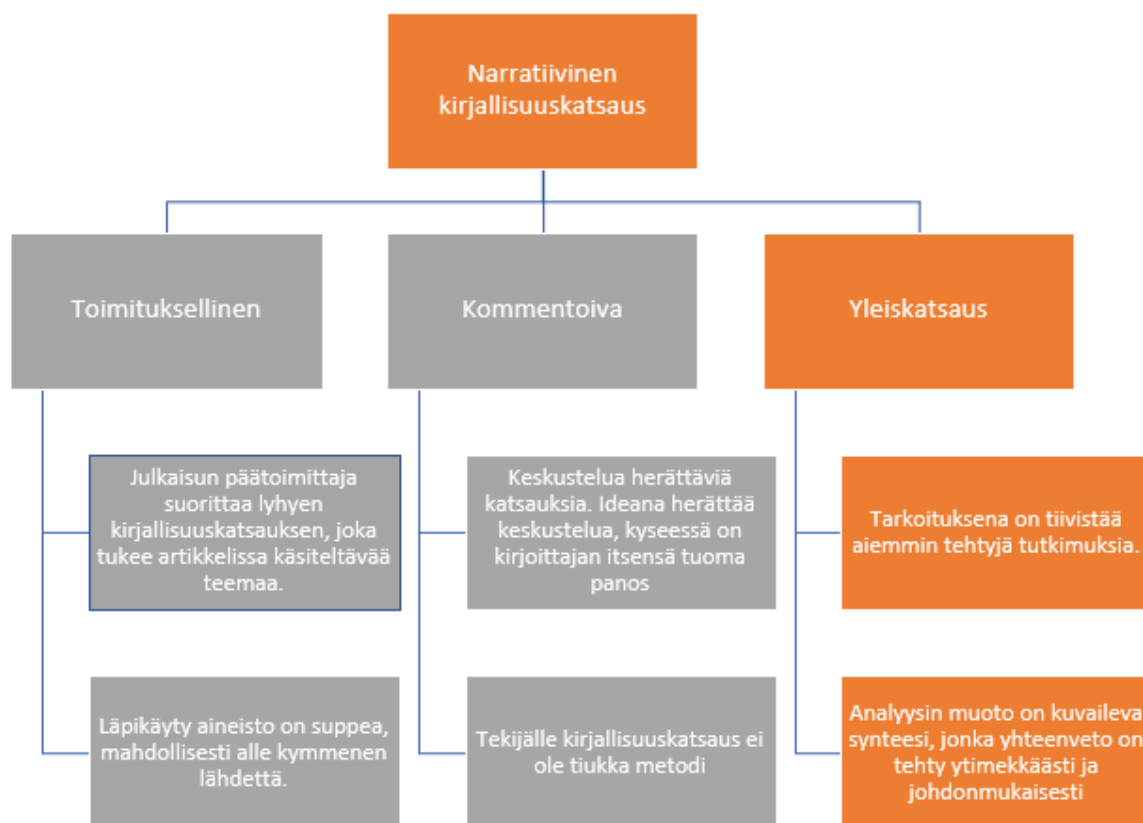 Narratiivinen
kirjallisuuskatsaus
Toimituksellinen
Kommentoiva
Yleiskatsaus
Julkaisun päätoimittaja
suorittaa lyhyen
kirjallisuuskatsauksen, joka
tukee artikkelissa käsiteltävää
teemaa.
Keskustelua herättäviä
katsauksia. Ideana herättää
keskustelua, kyseessä on
kirjoittajan itsensä tuoma
panos
Tarkoituksena on tiivistää
aiemmin tehtyjä tutkimuksia.
Läpikäyty aineisto on suppea,
mahdollisesti alle kymmenen
lähdettä.
Tekijälle kirjallisuuskatsaus ei
ole tiukka metodi
Analyysin muoto on kuvaileva
synteesi, jonka yhteenveto on
tehty ytimekkäästi ja
johdonmukaisesti